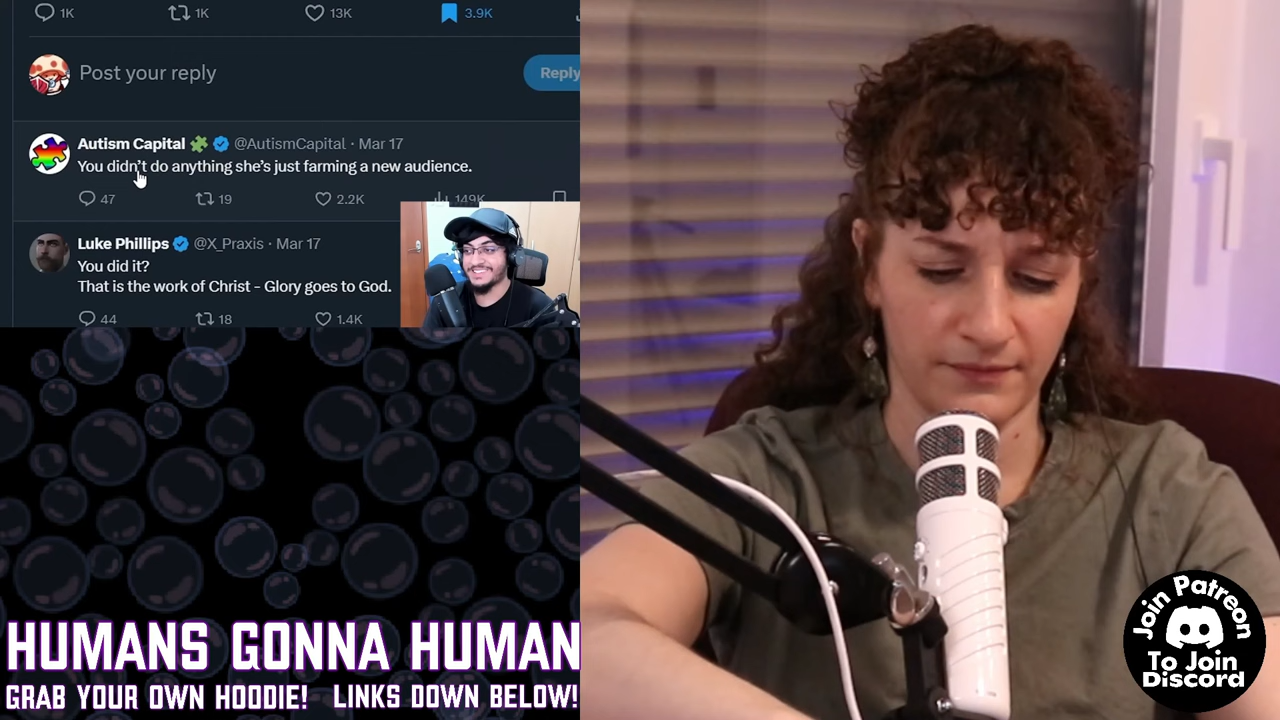 1K 1K 13K 3.9K
Post your reply
Reply
Autism Capital @AutismCapital · Mar 17
You didn't do anything she's just farming a new audience.
47 19 2.2K 149K
Luke Phillips @X_Praxis · Mar 17
You did it?
That is the work of Christ - Glory goes to God.
44 18 1.4K
HUMANS GONNA HUMAN
GRAB YOUR OWN HOODIE! LINKS DOWN BELOW!
Join Patreon
To Join
Discord